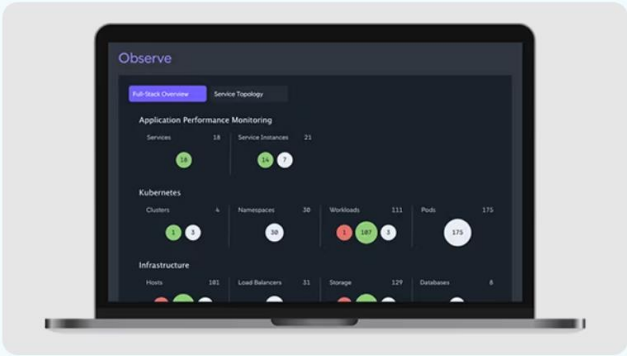 Observe
Full-Stack Overview Service Topology
Application Performance Monitoring
Services 18 Service Instances 21
18 14 7
Kubernetes
Clusters 4 Namespaces 30 Workloads 111 Pods 175
1 3 30 1 107 3 175
Infrastructure
Hosts 181 Load Balancers 31 Storage 129 Databases 8